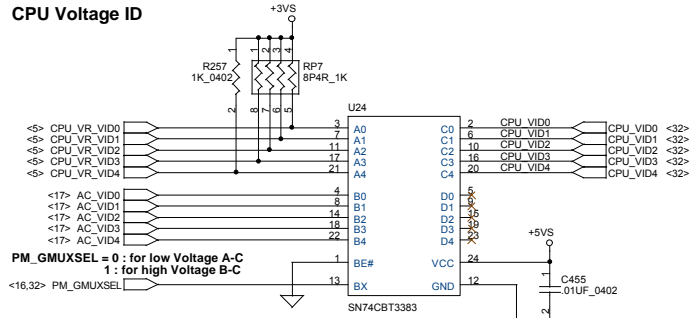 CPU Voltage ID
+3VS
R257
1K_0402
1
2
1 2 3 4
8 7 6 5
RP7
8P4R_1K
U24
<5> CPU_VR_VID0 3 A0 C0 2 CPU_VID0 CPU_VID0 <32>
<5> CPU_VR_VID1 7 A1 C1 6 CPU_VID1 CPU_VID1 <32>
<5> CPU_VR_VID2 11 A2 C2 10 CPU_VID2 CPU_VID2 <32>
<5> CPU_VR_VID3 17 A3 C3 16 CPU_VID3 CPU_VID3 <32>
<5> CPU_VR_VID4 21 A4 C4 20 CPU_VID4 CPU_VID4 <32>
<17> AC_VID0 4 B0 D0 5
<17> AC_VID1 8 B1 D1 9
<17> AC_VID2 14 B2 D2 15
<17> AC_VID3 18 B3 D3 19
<17> AC_VID4 22 B4 D4 23
+5VS
PM_GMUXSEL = 0 : for low Voltage A-C
1 : for high Voltage B-C
1 BE# VCC 24
<16,32> PM_GMUXSEL 13 BX GND 12
1
C455
.01UF_0402
2
SN74CBT3383